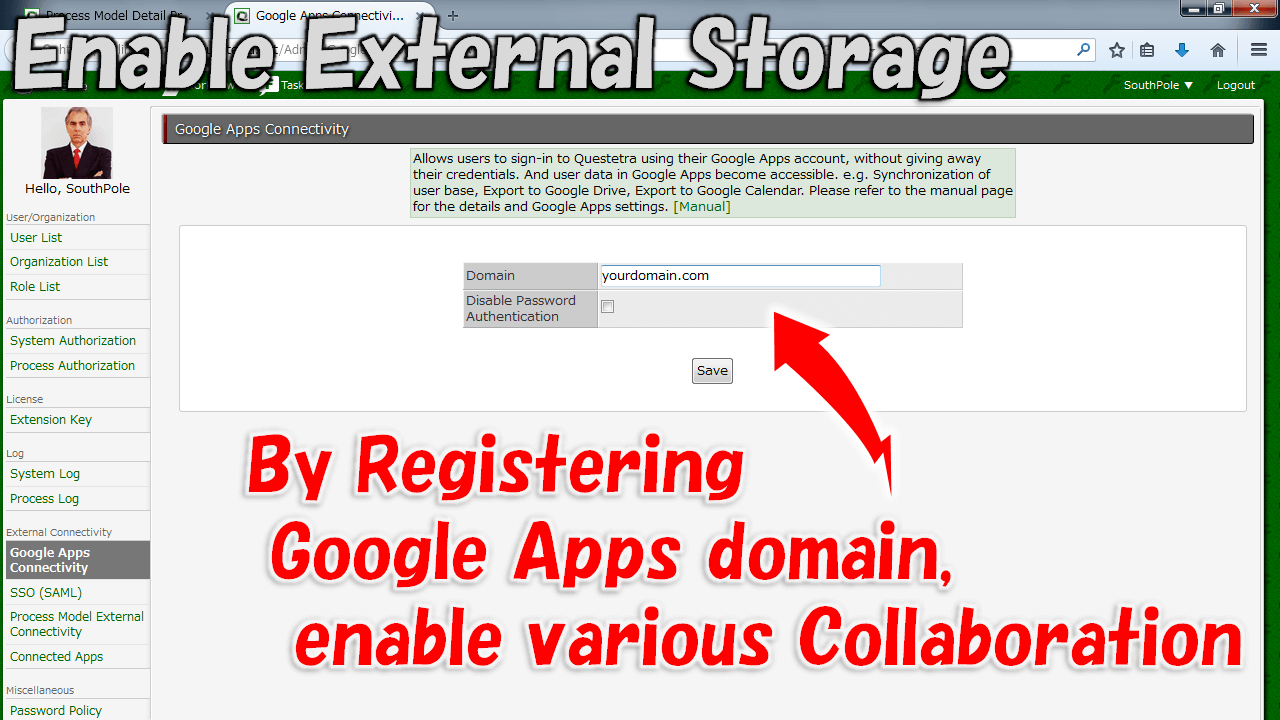 Process Model Detail Pr...
Google Apps Connectivi...
Enable External Storage
Task
SouthPole ▼
Logout
Hello, SouthPole
User/Organization
User List
Organization List
Role List
Authorization
System Authorization
Process Authorization
License
Extension Key
Log
System Log
Process Log
External Connectivity
Google Apps
Connectivity
SSO (SAML)
Process Model External
Connectivity
Connected Apps
Miscellaneous
Password Policy
Google Apps Connectivity
Allows users to sign-in to Questetra using their Google Apps account, without giving away
their credentials. And user data in Google Apps become accessible. e.g. Synchronization of
user base, Export to Google Drive, Export to Google Calendar. Please refer to the manual page
for the details and Google Apps settings. [Manual]
Domain
yourdomain.com
Disable Password
Authentication
Save
By Registering
Google Apps domain,
enable various Collaboration